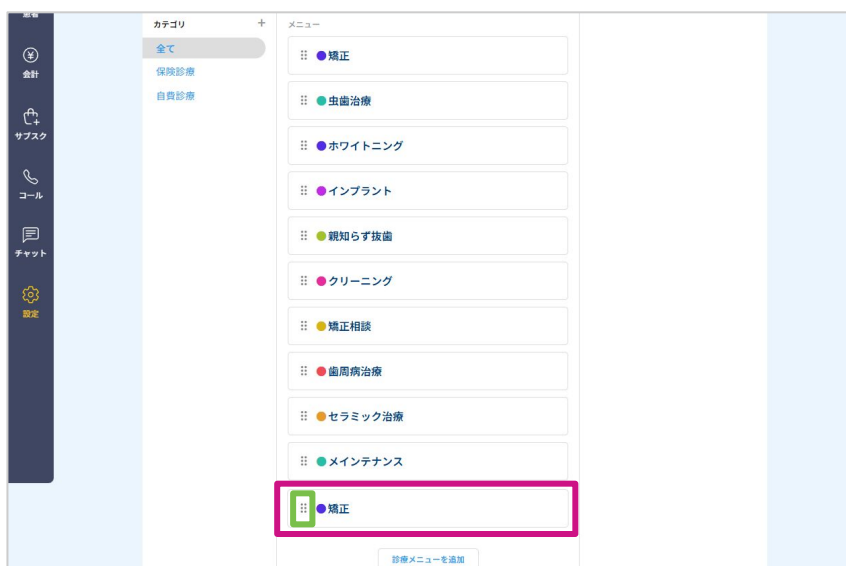 会計
サブスク
コール
チャット
設定
カテゴリ +
全て
保険診療
自費診療
メニュー
矯正
虫歯治療
ホワイトニング
インプラント
親知らず抜歯
クリーニング
矯正相談
歯周病治療
セラミック治療
メインテナンス
矯正
診療メニューを追加